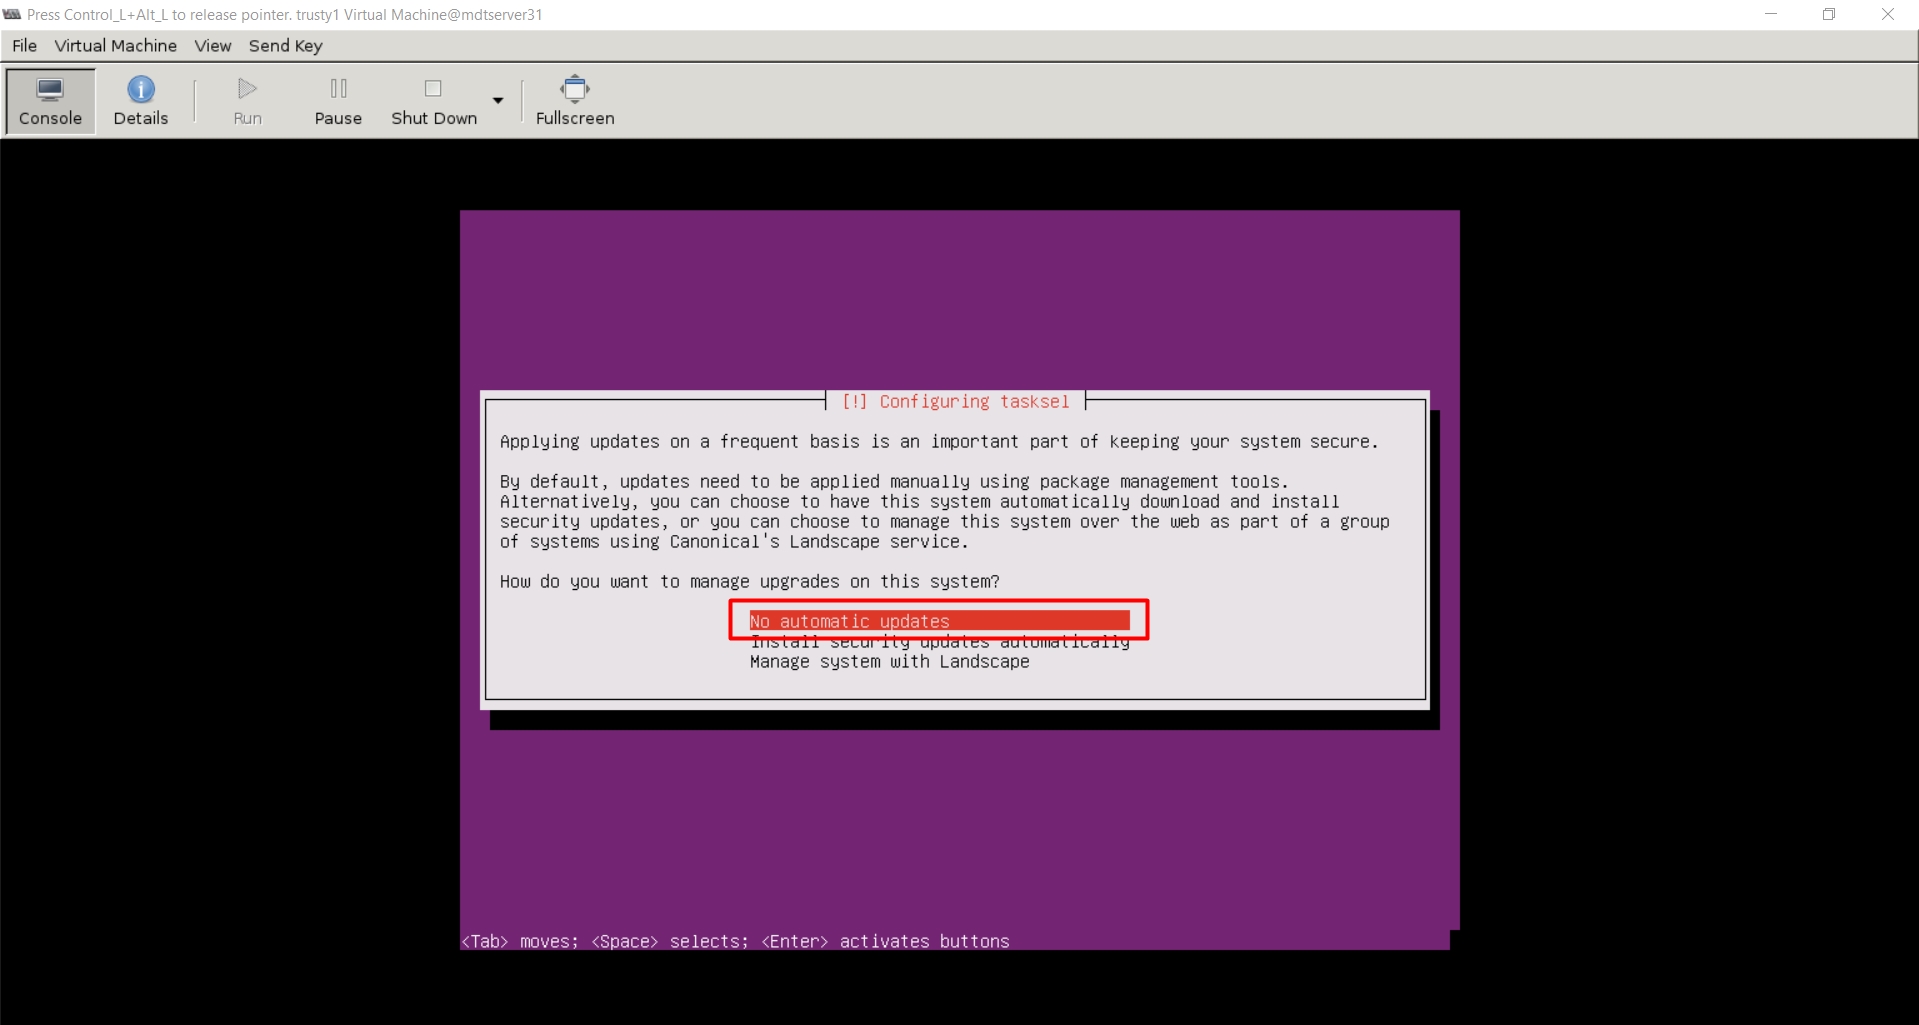 Press Control_L+Alt_L to release pointer. trusty1 Virtual Machine@mdtserver31
File Virtual Machine View Send Key
Console Details Run Pause Shut Down Fullscreen
[!] Configuring tasksel
Applying updates on a frequent basis is an important part of keeping your system secure.
By default, updates need to be applied manually using package management tools.
Alternatively, you can choose to have this system automatically download and install
security updates, or you can choose to manage this system over the web as part of a group
of systems using Canonical's Landscape service.
How do you want to manage upgrades on this system?
No automatic updates
Install security updates automatically
Manage system with Landscape
<Tab> moves; <Space> selects; <Enter> activates buttons